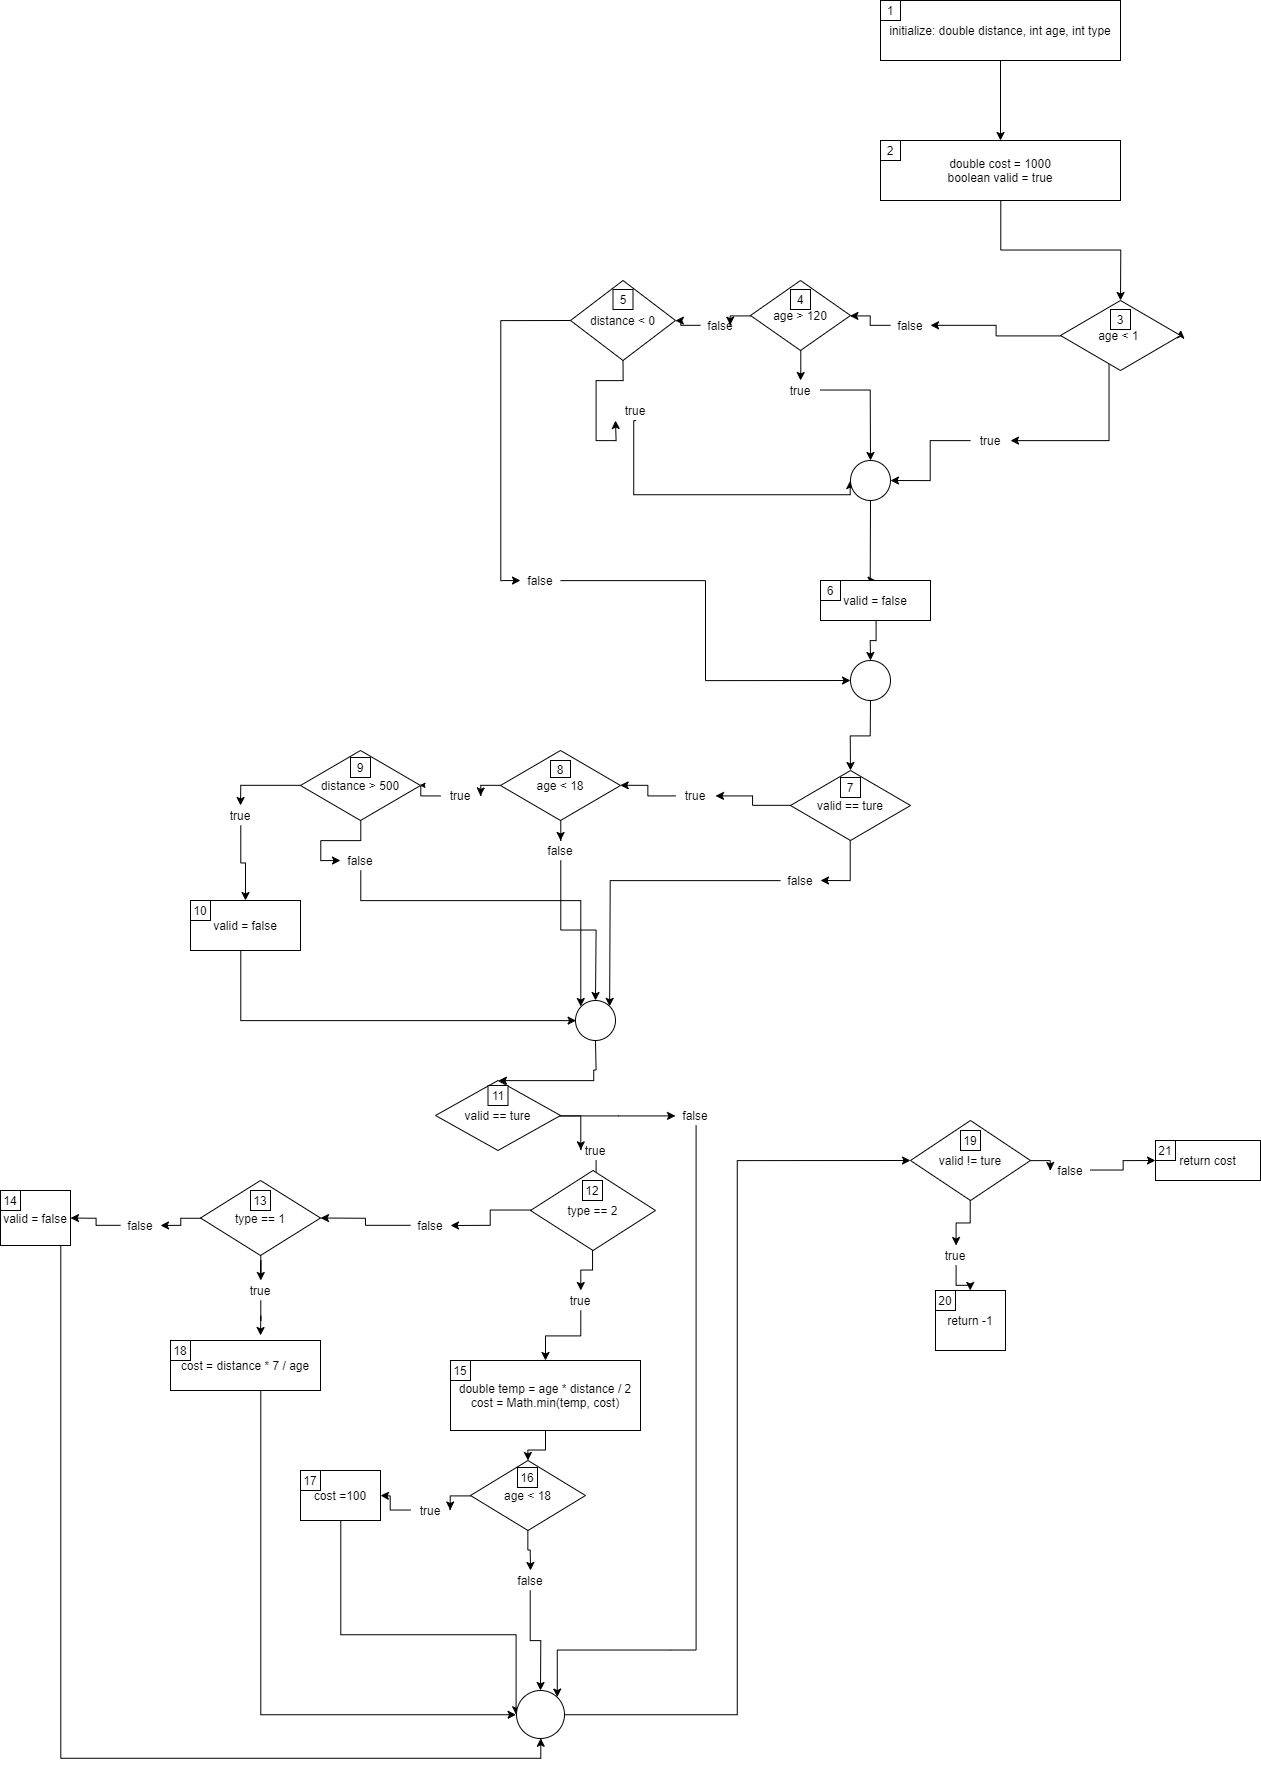 1
initialize: double distance, int age, int type
2
double cost = 1000
boolean valid = true
3
age < 1
false
4
age > 120
false
5
distance < 0
true
true
true
false
6
valid = false
7
valid == ture
true
8
age < 18
true
9
distance > 500
true
false
false
false
10
valid = false
11
valid == ture
false
true
12
type == 2
false
13
type == 1
false
14
valid = false
true
true
18
cost = distance * 7 / age
15
double temp = age * distance / 2
cost = Math.min(temp, cost)
16
age < 18
true
17
cost =100
false
19
valid != ture
false
21
return cost
true
20
return -1